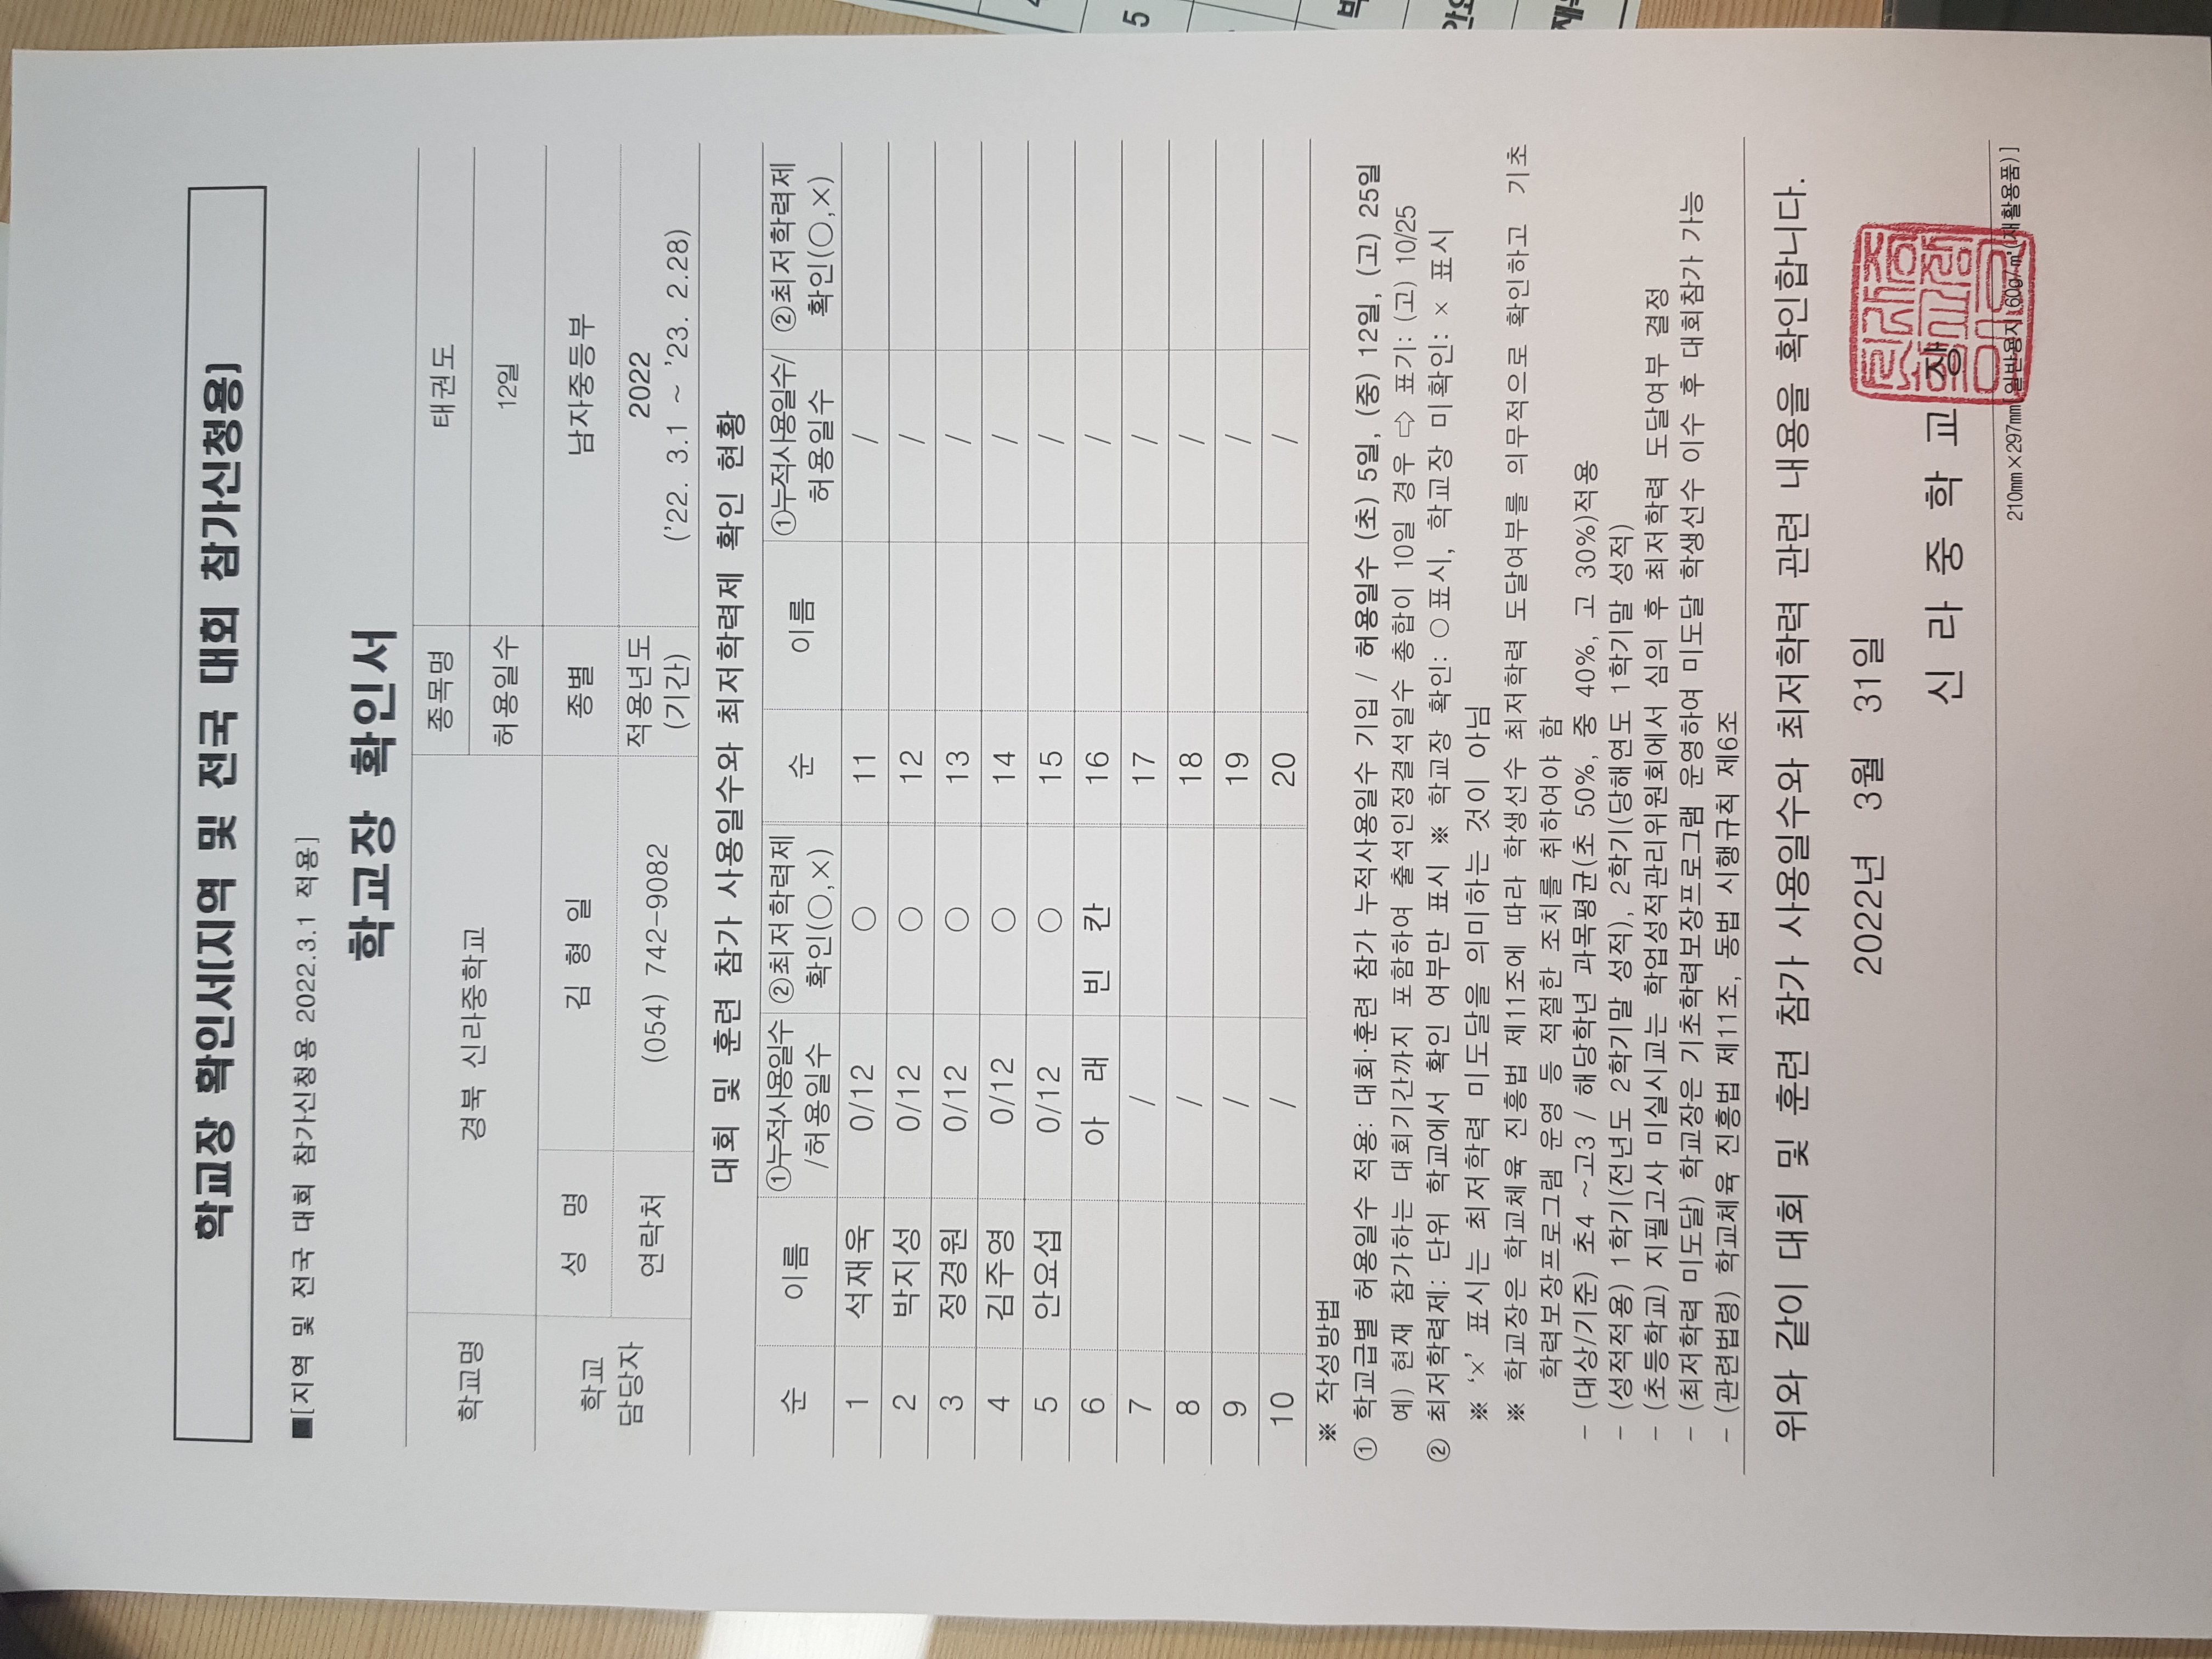 학교장 확인서(지역 및 전국 대회 참가신청용)
■[지역 및 전국 대회 참가신청용 2022.3.1 적용]
학교장 확인서
학교명 경북 신라중학교 종목명 태권도
허용일수 12일
학교 담당자 성 명 김 형 일 종별 남자중등부
연락처 (054) 742-9082 적용년도 (기간) 2022
('22. 3.1 ~ '23. 2.28)
대회 및 훈련 참가 사용일수와 최저학력제 확인 현황
순 이름 ①누적사용일수 /허용일수 ②최저학력제 확인(○,×) 순 이름 ①누적사용일수/ 허용일수 ②최저학력제 확인(○,×)
1 석재욱 0/12 ○ 11 /
2 박지성 0/12 ○ 12 /
3 정경원 0/12 ○ 13 /
4 김주영 0/12 ○ 14 /
5 안요섭 0/12 ○ 15 /
6 아 래 빈 칸 16 /
7 / 17 /
8 / 18 /
9 / 19 /
10 / 20 /
※ 작성방법
① 학교급별 허용일수 적용: 대회·훈련 참가 누적사용일수 기입 / 허용일수 (초) 5일, (중) 12일, (고) 25일
예) 현재 참가하는 대회기간까지 포함하여 출석인정결석일수 총합이 10일 경우 ⇨ 표기: (고) 10/25
② 최저학력제: 단위 학교에서 확인 여부만 표시 ※ 학교장 확인: ○표시, 학교장 미확인: × 표시
※ '×' 표시는 최저학력 미도달을 의미하는 것이 아님
※ 학교장은 학교체육 진흥법 제11조에 따라 학생선수 최저학력 도달여부를 의무적으로 확인하고 기초
학력보장프로그램 운영 등 적절한 조치를 취하여야 함
- (대상/기준) 초4 ~고3 / 해당학년 과목평균(초 50%, 중 40%, 고 30%)적용
- (성적적용) 1학기(전년도 2학기말 성적), 2학기(당해연도 1학기말 성적)
- (초등학교) 지필고사 미실시교는 학업성적관리위원회에서 심의 후 최저학력 도달여부 결정
- (최저학력 미도달) 학교장은 기초학력보장프로그램 운영하여 미도달 학생선수 이수 후 대회참가 가능
- (관련법령) 학교체육 진흥법 제11조, 동법 시행규칙 제6조
위와 같이 대회 및 훈련 참가 사용일수와 최저학력 관련 내용을 확인합니다.
2022년 3월 31일
신 라 중 학 교 장
210㎜×297㎜(일반용지 60g/㎡(재활용품)]
5